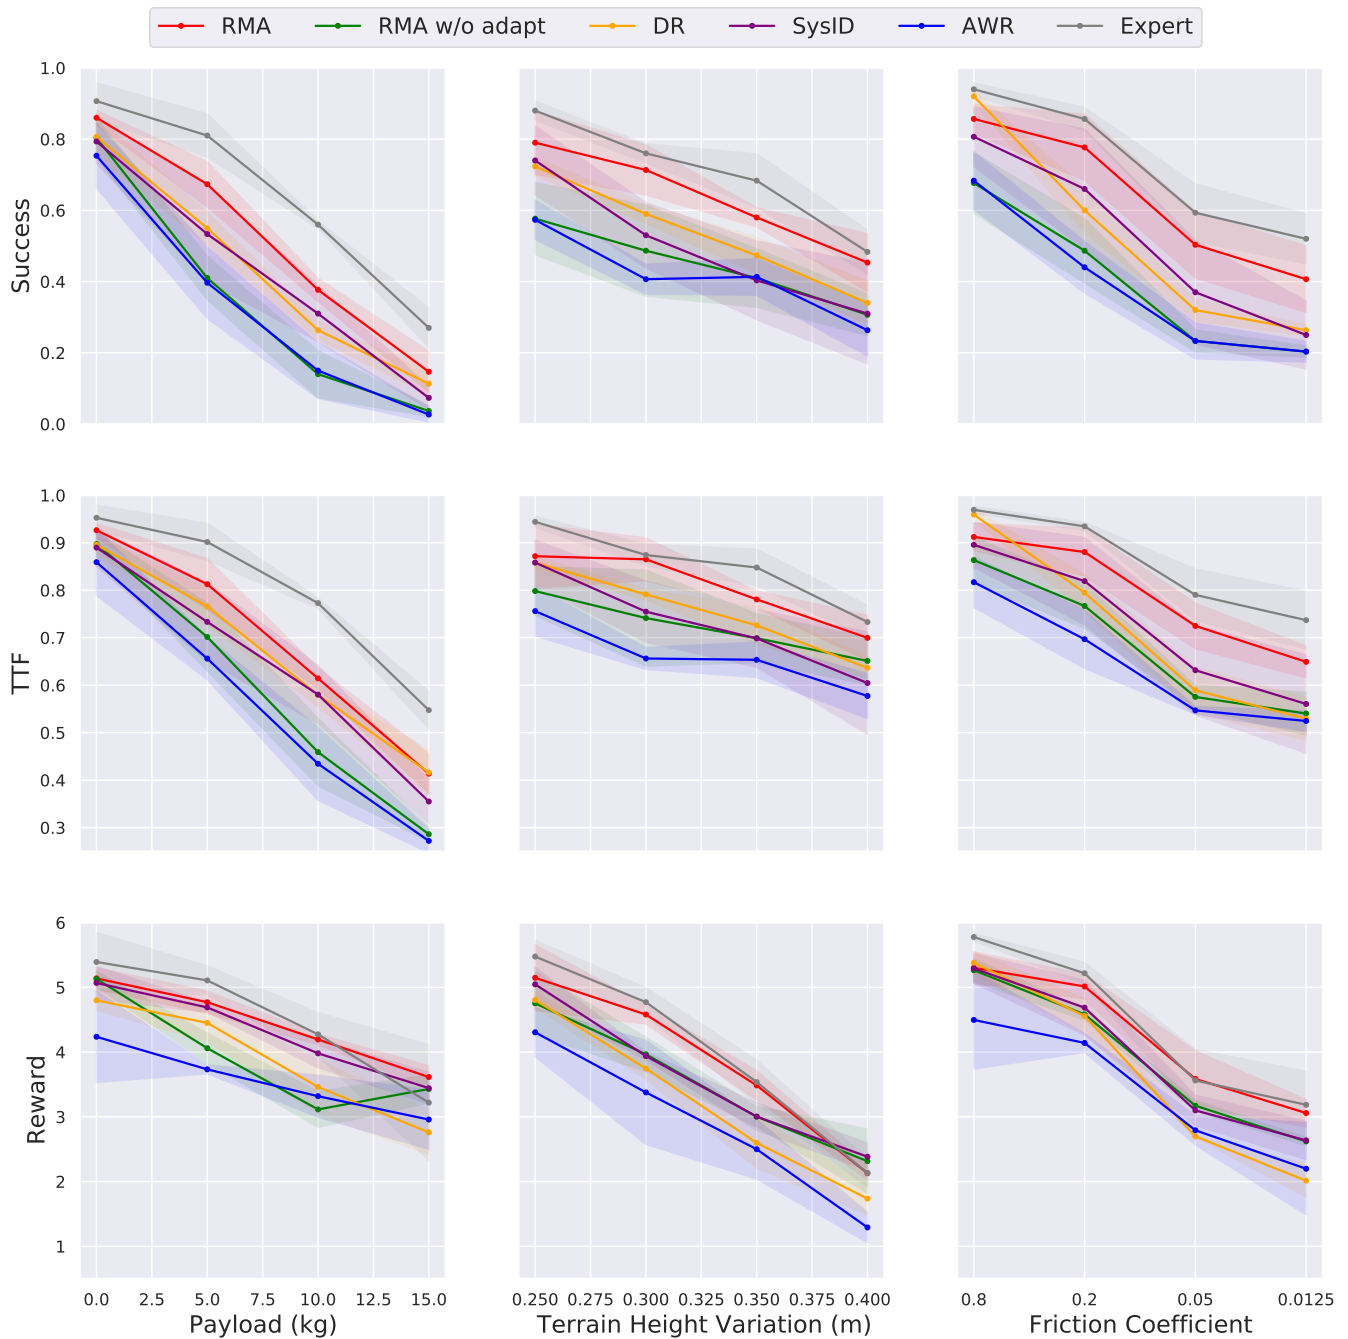 RMA RMA w/o adapt DR SysID AWR Expert
Success
1.0
0.8
0.6
0.4
0.2
0.0
TTF
1.0
0.9
0.8
0.7
0.6
0.5
0.4
0.3
Reward
6
5
4
3
2
1
0.0 2.5 5.0 7.5 10.0 12.5 15.0
Payload (kg)
0.250 0.275 0.300 0.325 0.350 0.375 0.400
Terrain Height Variation (m)
0.8 0.2 0.05 0.0125
Friction Coefficient